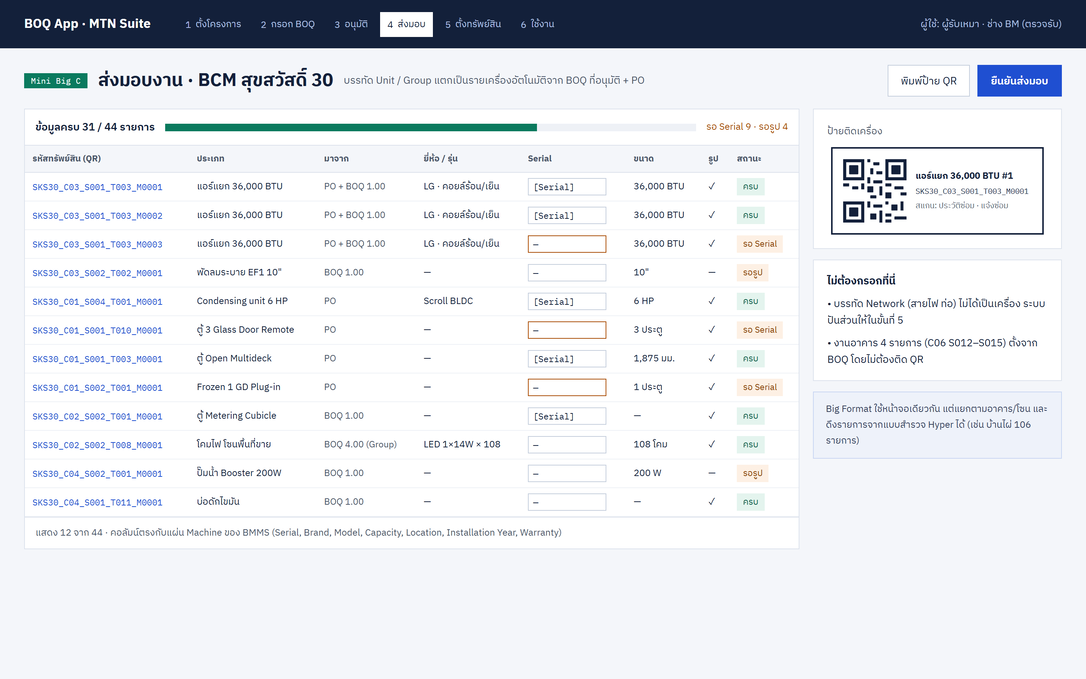 BOQ App · MTN Suite
1 ตั้งโครงการ
2 กรอก BOQ
3 อนุมัติ
4 ส่งมอบ
5 ตั้งทรัพย์สิน
6 ใช้งาน
ผู้ใช้: ผู้รับเหมา · ช่าง BM (ตรวจรับ)
Mini Big C
ส่งมอบงาน · BCM สุขสวัสดิ์ 30
บรรทัด Unit / Group แตกเป็นรายเครื่องอัตโนมัติจาก BOQ ที่อนุมัติ + PO
พิมพ์ป้าย QR
ยืนยันส่งมอบ
ข้อมูลครบ 31 / 44 รายการ
รอ Serial 9 · รอรูป 4
รหัสทรัพย์สิน (QR) ประเภท มาจาก ยี่ห้อ / รุ่น Serial ขนาด รูป สถานะ
SKS30_C03_S001_T003_M0001 แอร์แยก 36,000 BTU PO + BOQ 1.00 LG · คอยล์ร้อน/เย็น [Serial] 36,000 BTU ✓ ครบ
SKS30_C03_S001_T003_M0002 แอร์แยก 36,000 BTU PO + BOQ 1.00 LG · คอยล์ร้อน/เย็น [Serial] 36,000 BTU ✓ ครบ
SKS30_C03_S001_T003_M0003 แอร์แยก 36,000 BTU PO + BOQ 1.00 LG · คอยล์ร้อน/เย็น — 36,000 BTU ✓ รอ Serial
SKS30_C03_S002_T002_M0001 พัดลมระบาย EF1 10" BOQ 1.00 — — 10" — รอรูป
SKS30_C01_S004_T001_M0001 Condensing unit 6 HP PO Scroll BLDC [Serial] 6 HP ✓ ครบ
SKS30_C01_S001_T010_M0001 ตู้ 3 Glass Door Remote PO — — 3 ประตู ✓ รอ Serial
SKS30_C01_S001_T003_M0001 ตู้ Open Multideck PO — [Serial] 1,875 มม. ✓ ครบ
SKS30_C01_S002_T001_M0001 Frozen 1 GD Plug-in PO — — 1 ประตู ✓ รอ Serial
SKS30_C02_S002_T001_M0001 ตู้ Metering Cubicle BOQ 1.00 — [Serial] — ✓ ครบ
SKS30_C02_S002_T008_M0001 โคมไฟ โซนพื้นที่ขาย BOQ 4.00 (Group) LED 1×14W × 108 — 108 โคม ✓ ครบ
SKS30_C04_S002_T001_M0001 ปั๊มน้ำ Booster 200W BOQ 1.00 — — 200 W — รอรูป
SKS30_C04_S001_T011_M0001 บ่อดักไขมัน BOQ 1.00 — — — ✓ ครบ
แสดง 12 จาก 44 · คอลัมน์ตรงกับแผ่น Machine ของ BMMS (Serial, Brand, Model, Capacity, Location, Installation Year, Warranty)
ป้ายติดเครื่อง
แอร์แยก 36,000 BTU #1
SKS30_C03_S001_T003_M0001
สแกน: ประวัติซ่อม · แจ้งซ่อม
ไม่ต้องกรอกที่นี่
• บรรทัด Network (สายไฟ ท่อ) ไม่ได้เป็นเครื่อง ระบบ
ปันส่วนให้ในขั้นที่ 5
• งานอาคาร 4 รายการ (C06 S012–S015) ตั้งจาก
BOQ โดยไม่ต้องติด QR
Big Format ใช้หน้าจอเดียวกัน แต่แยกตามอาคาร/โซน และ
ดึงรายการจากแบบสำรวจ Hyper ได้ (เช่น บ้านโป่ 106
รายการ)